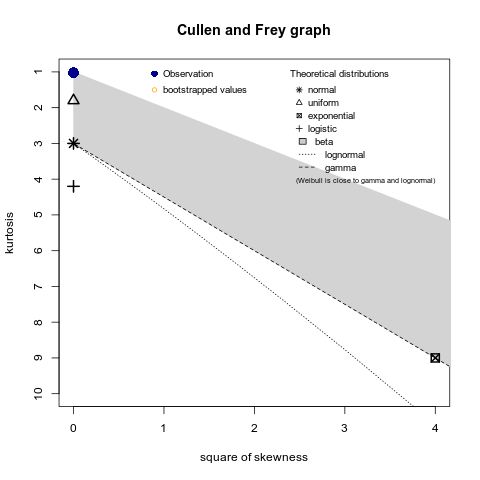 Cullen and Frey graph
Observation
bootstrapped values
Theoretical distributions
normal
uniform
exponential
logistic
beta
lognormal
gamma
(Weibull is close to gamma and lognormal)
kurtosis
1
2
3
4
5
6
7
8
9
10
0
1
2
3
4
square of skewness